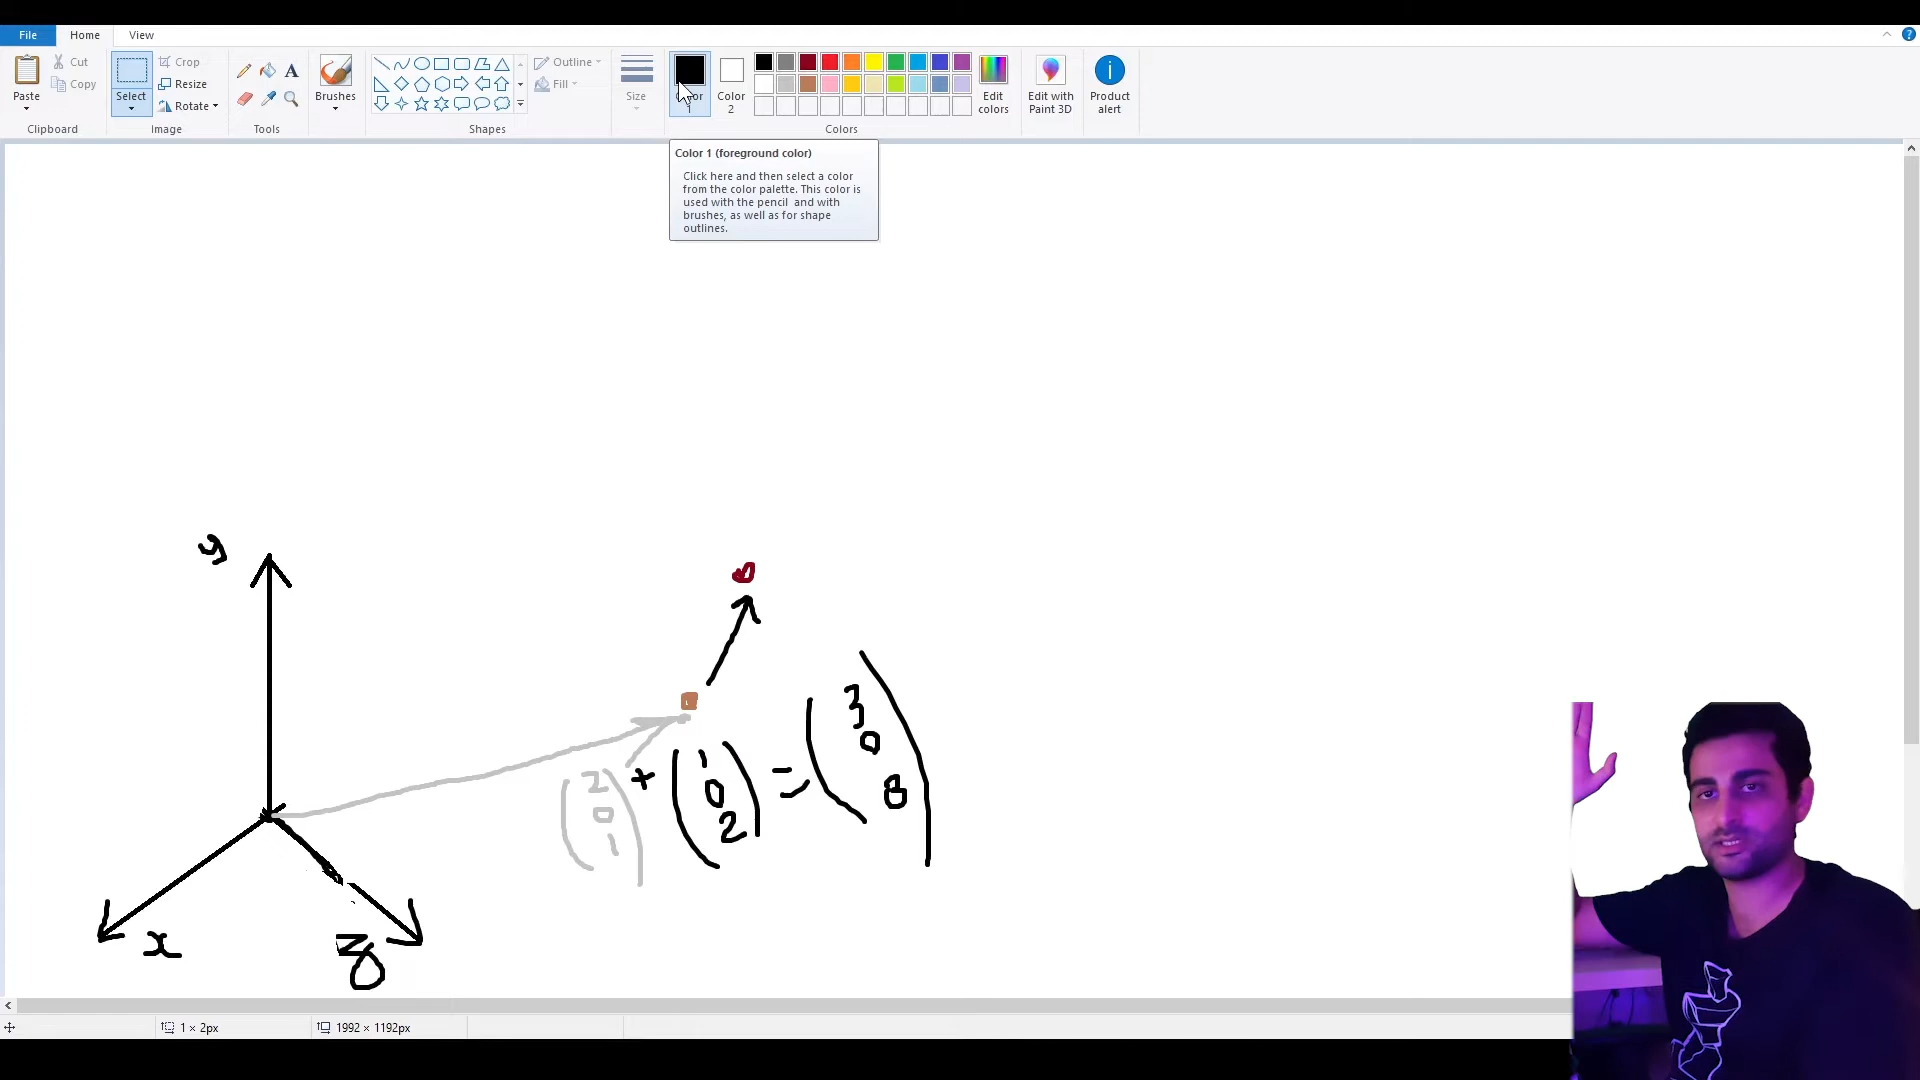 File Home View
Paste
Cut
Copy
Clipboard
Select
Crop
Resize
Rotate
Image
A
Tools
Brushes
Shapes
Outline
Fill
Size
Color 1
Color 2
Edit colors
Colors
Edit with Paint 3D
Product alert
Color 1 (foreground color)
Click here and then select a color
from the color palette. This color is
used with the pencil and with
brushes, as well as for shape
outlines.
y
x
z
(2 0 1) + (1 0 2) = (3 0 8)
1 × 2px
1992 × 1192px